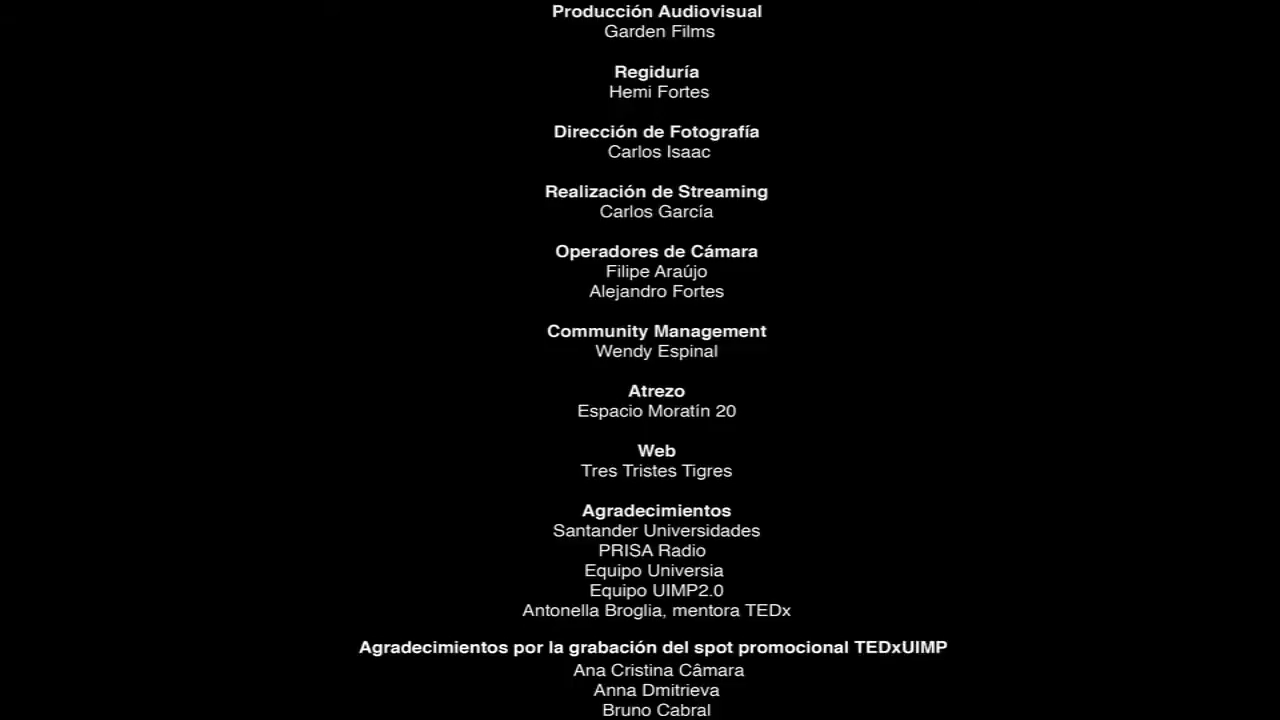 Producción Audiovisual
Garden Films
Regiduría
Hemi Fortes
Dirección de Fotografía
Carlos Isaac
Realización de Streaming
Carlos García
Operadores de Cámara
Filipe Araújo
Alejandro Fortes
Community Management
Wendy Espinal
Atrezo
Espacio Moratín 20
Web
Tres Tristes Tigres
Agradecimientos
Santander Universidades
PRISA Radio
Equipo Universia
Equipo UIMP2.0
Antonella Broglia, mentora TEDx
Agradecimientos por la grabación del spot promocional TEDxUIMP
Ana Cristina Câmara
Anna Dmitrieva
Bruno Cabral